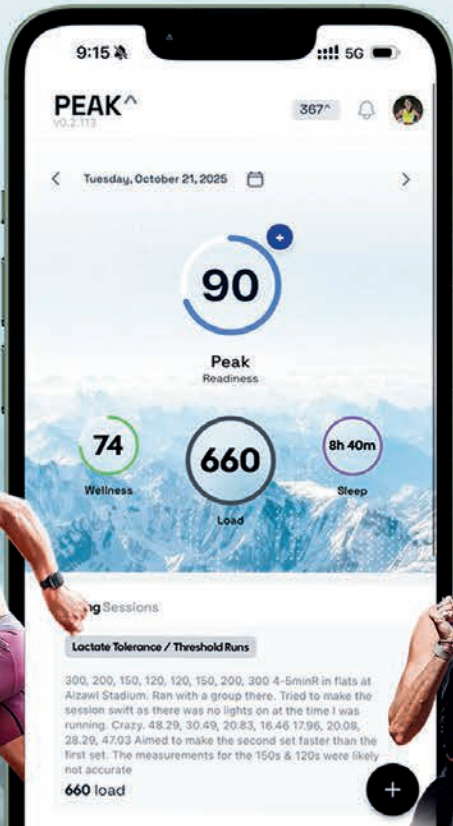 9:15 5G
PEAK^
v0.2.113
367^
Tuesday, October 21, 2025
90
Peak
Readiness
74
Wellness
660
Load
8h 40m
Sleep
ng Sessions
Lactate Tolerance / Threshold Runs
300, 200, 150, 120, 120, 150, 200, 300 4-5minR in flats at
Aizawl Stadium. Ran with a group there. Tried to make the
session swift as there was no lights on at the time I was
running. Crazy. 48.29, 30.49, 20.83, 16.46 17.96, 20.08,
28.29, 47.03 Aimed to make the second set faster than the
first set. The measurements for the 150s & 120s were likely
not accurate
660 load
+